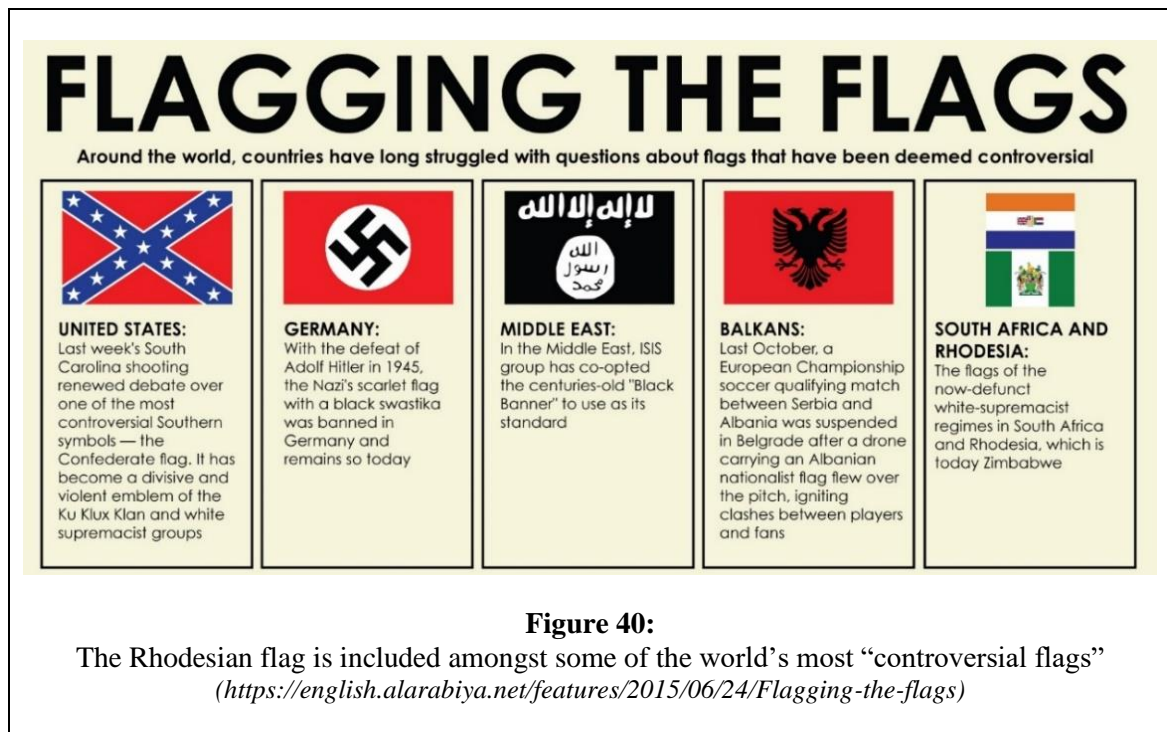 FLAGGING THE FLAGS
Around the world, countries have long struggled with questions about flags that have been deemed controversial
UNITED STATES:
Last week's South
Carolina shooting
renewed debate over
one of the most
controversial Southern
symbols — the
Confederate flag. It has
become a divisive and
violent emblem of the
Ku Klux Klan and white
supremacist groups
GERMANY:
With the defeat of
Adolf Hitler in 1945,
the Nazi's scarlet flag
with a black swastika
was banned in
Germany and
remains so today
لا إله إلا الله
الله
رسول
محمد
MIDDLE EAST:
In the Middle East, ISIS
group has co-opted
the centuries-old "Black
Banner" to use as its
standard
BALKANS:
Last October, a
European Championship
soccer qualifying match
between Serbia and
Albania was suspended
in Belgrade after a drone
carrying an Albanian
nationalist flag flew over
the pitch, igniting
clashes between players
and fans
SOUTH AFRICA AND
RHODESIA:
The flags of the
now-defunct
white-supremacist
regimes in South Africa
and Rhodesia, which is
today Zimbabwe
Figure 40:
The Rhodesian flag is included amongst some of the world's most “controversial flags”
(https://english.alarabiya.net/features/2015/06/24/Flagging-the-flags)